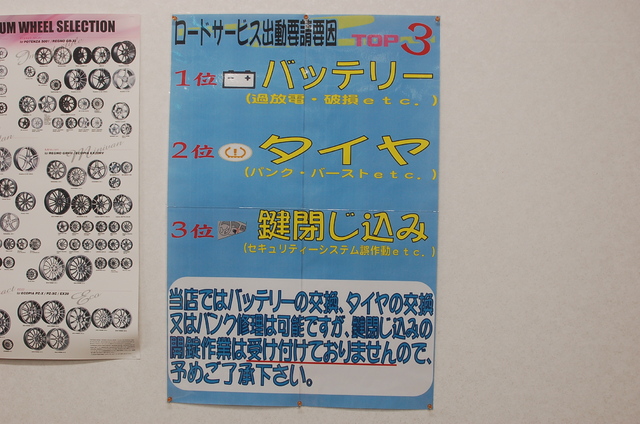 UM WHEEL SELECTION
ロードサービス出動要請要因
TOP 3
1位 バッテリー
(過放電・破損etc.)
2位 タイヤ
(パンク・バーストetc.)
3位 鍵閉じ込み
(セキュリティーシステム誤作動etc.)
当店ではバッテリーの交換、タイヤの交換
又はパンク修理は可能ですが、鍵閉じ込みの
開錠作業は受け付けておりませんので、
予めご了承下さい。